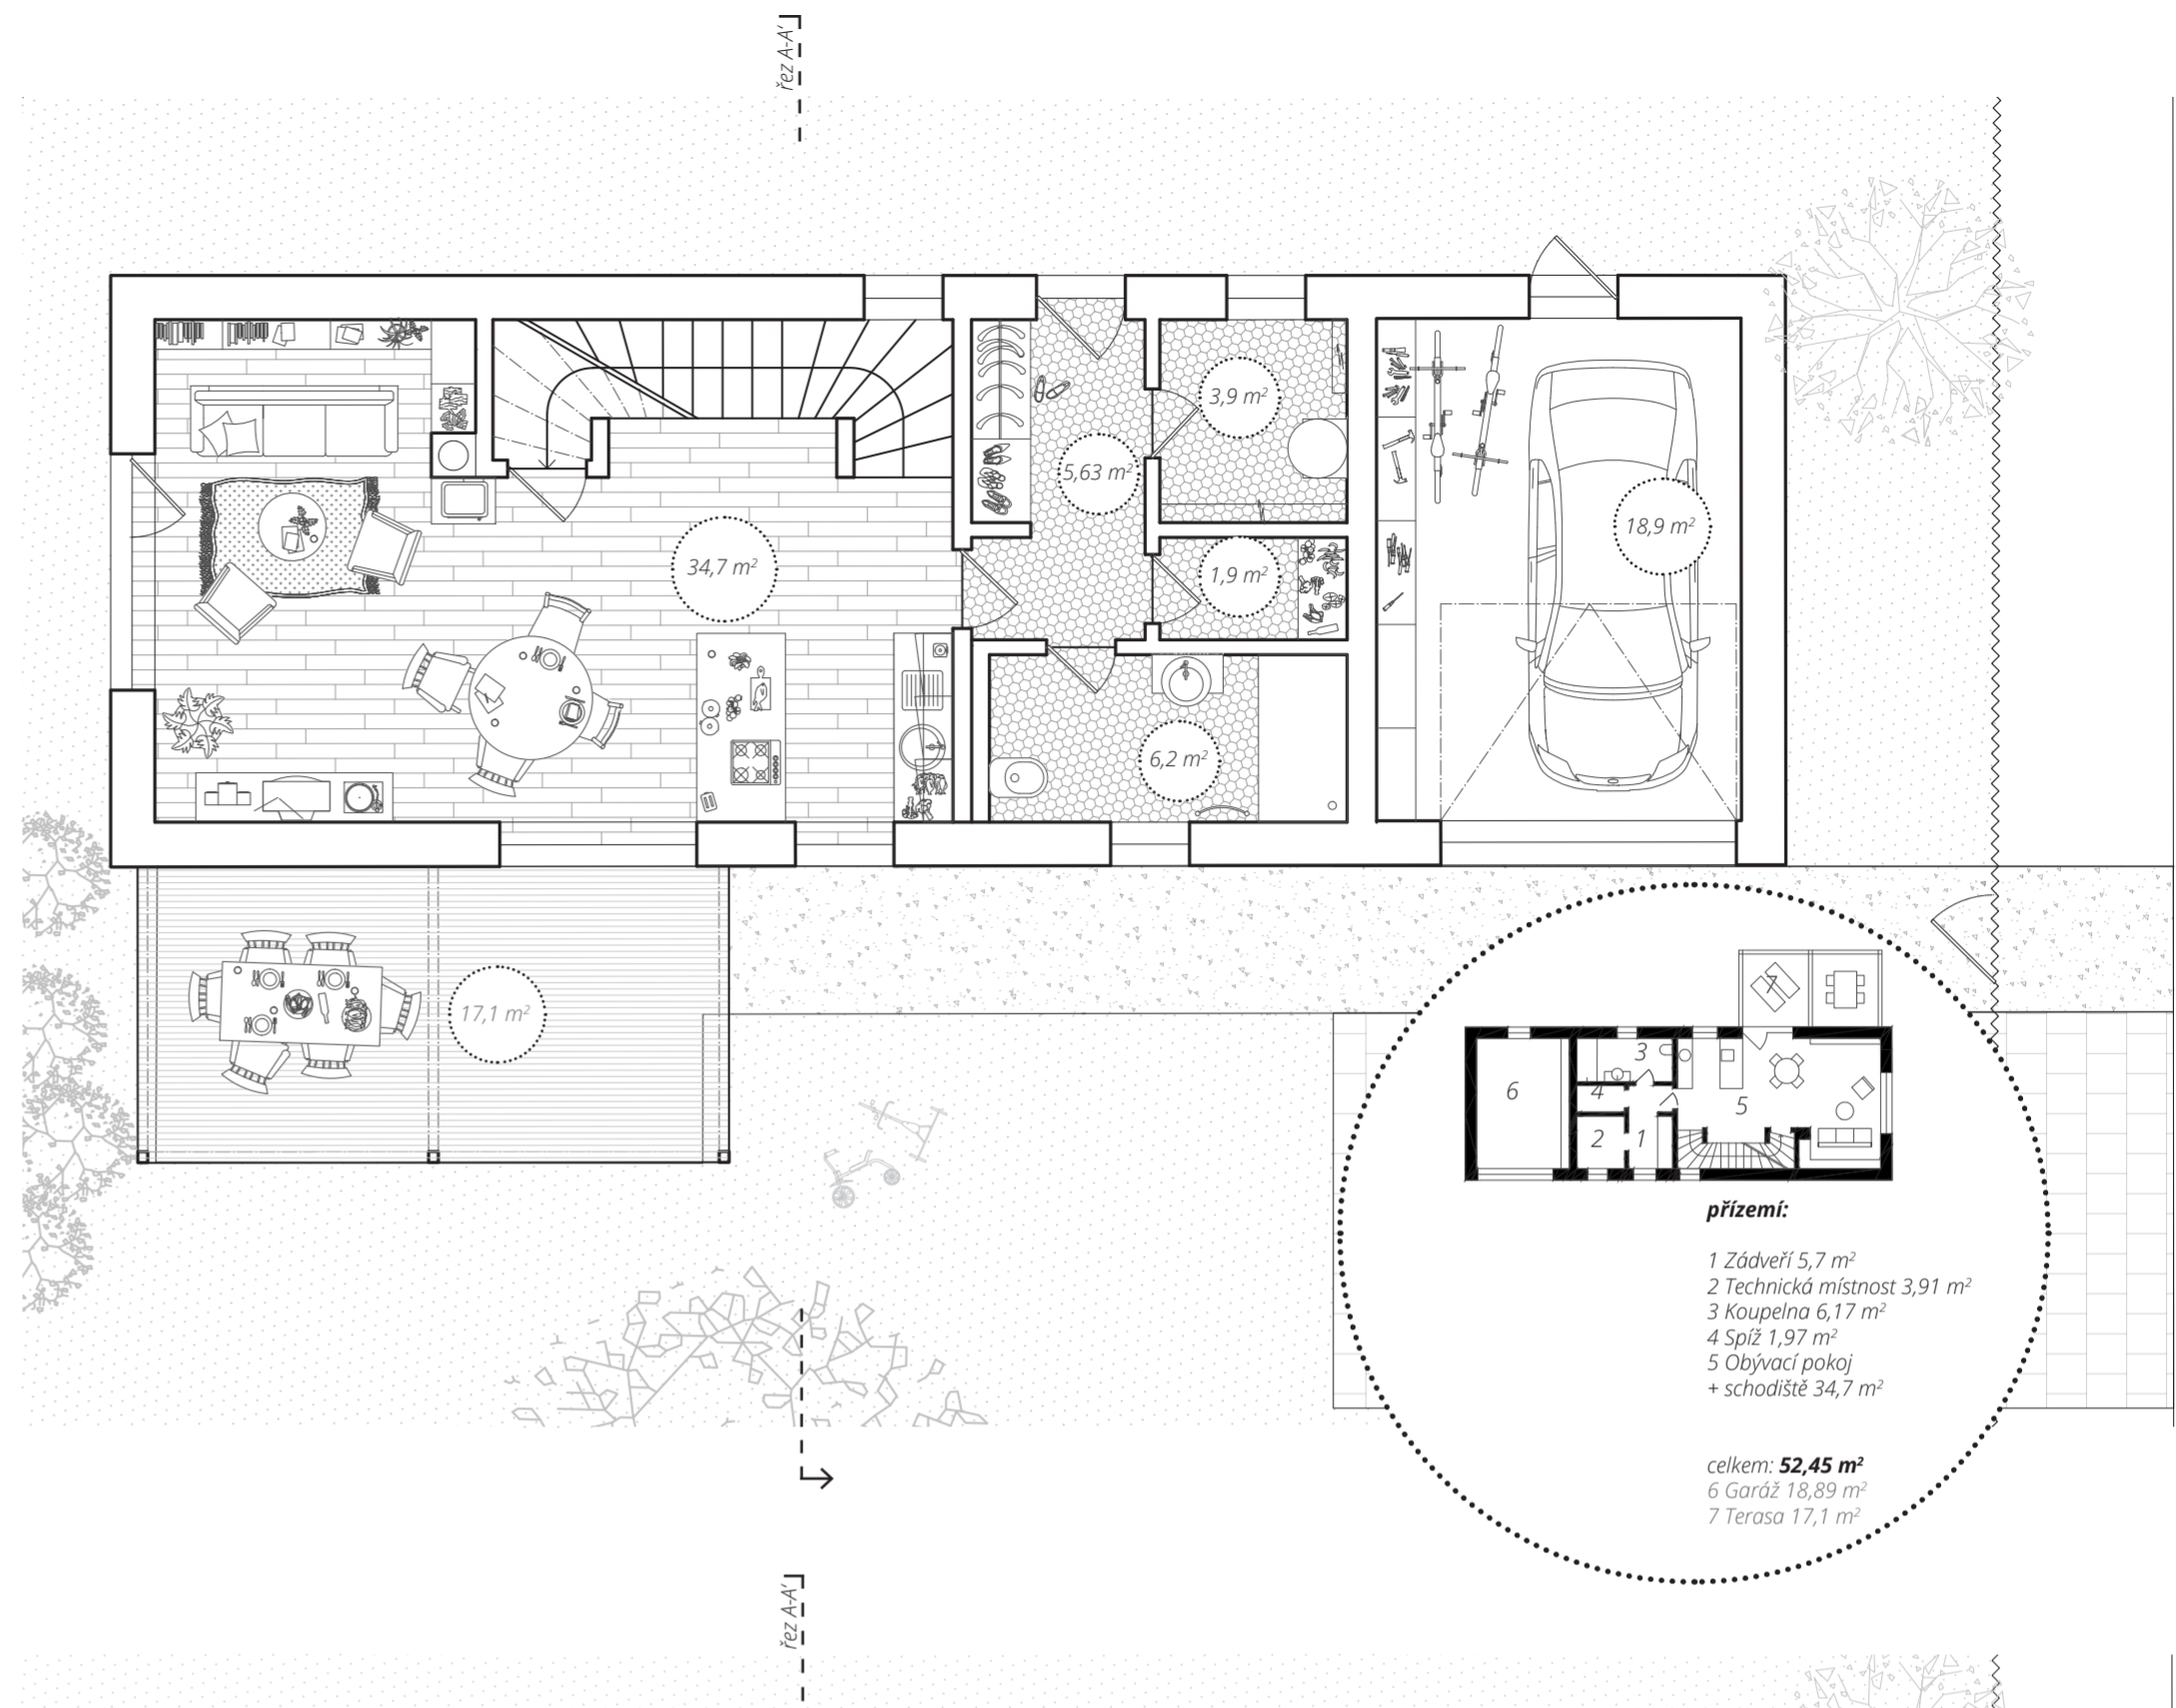 řez A-A'
3,9 m²
5,63 m²
18,9 m²
34,7 m²
1,9 m²
6,2 m²
17,1 m²
7
3
6
4
5
2
1
přízemí:
1 Zádveří 5,7 m²
2 Technická místnost 3,91 m²
3 Koupelna 6,17 m²
4 Spíž 1,97 m²
5 Obývací pokoj
+ schodiště 34,7 m²
celkem: 52,45 m²
6 Garáž 18,89 m²
7 Terasa 17,1 m²
řez A-A'